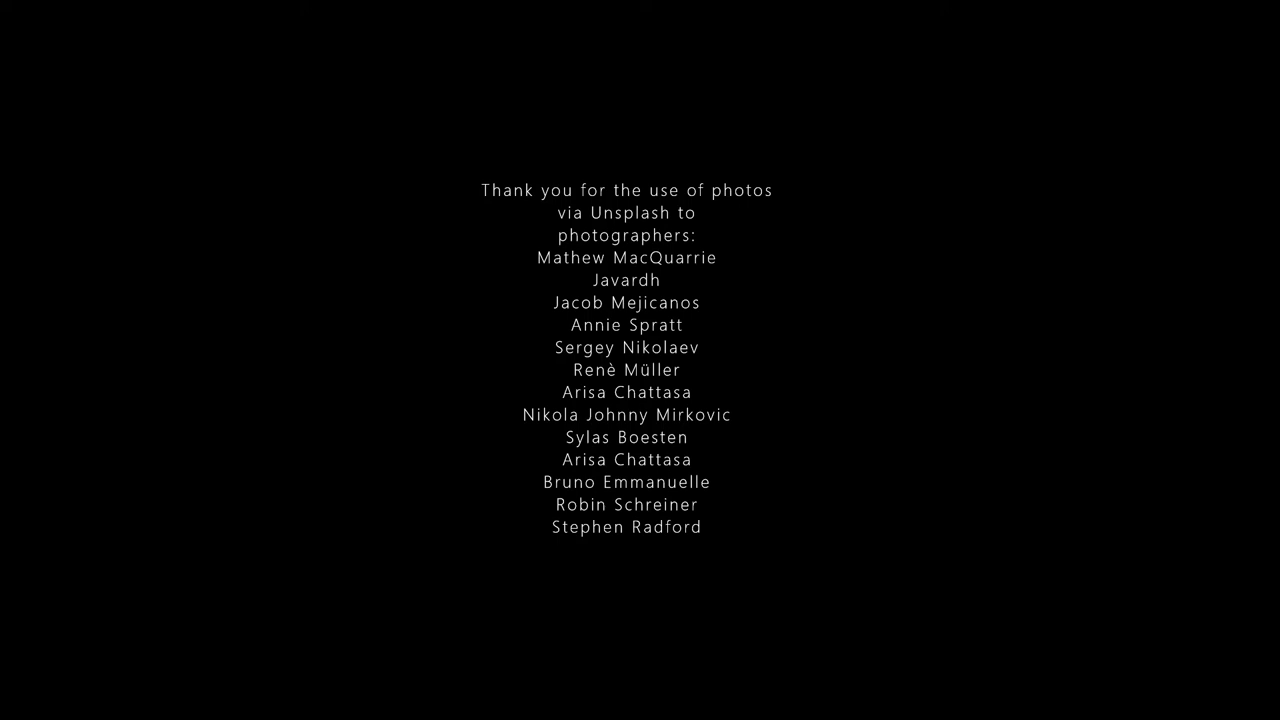 Thank you for the use of photos
via Unsplash to
photographers:
Mathew MacQuarrie
Javardh
Jacob Mejicanos
Annie Spratt
Sergey Nikolaev
Renè Müller
Arisa Chattasa
Nikola Johnny Mirkovic
Sylas Boesten
Arisa Chattasa
Bruno Emmanuelle
Robin Schreiner
Stephen Radford